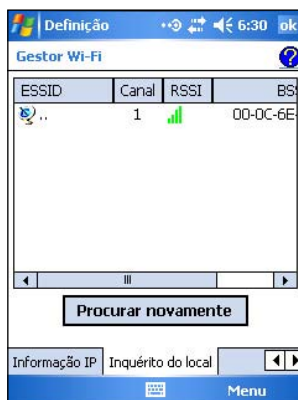 Definição 6:30 ok
Gestor Wi-Fi
ESSID Canal RSSI BS
.. 1 00-0C-6E-
Procurar novamente
Informação IP Inquérito do local
Menu